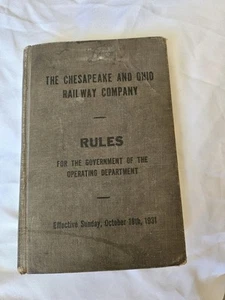 THE CHESAPEAKE AND OHIO
RAILWAY COMPANY
RULES
FOR THE GOVERNMENT OF THE
OPERATING DEPARTMENT
Effective Sunday, October 18th, 1931